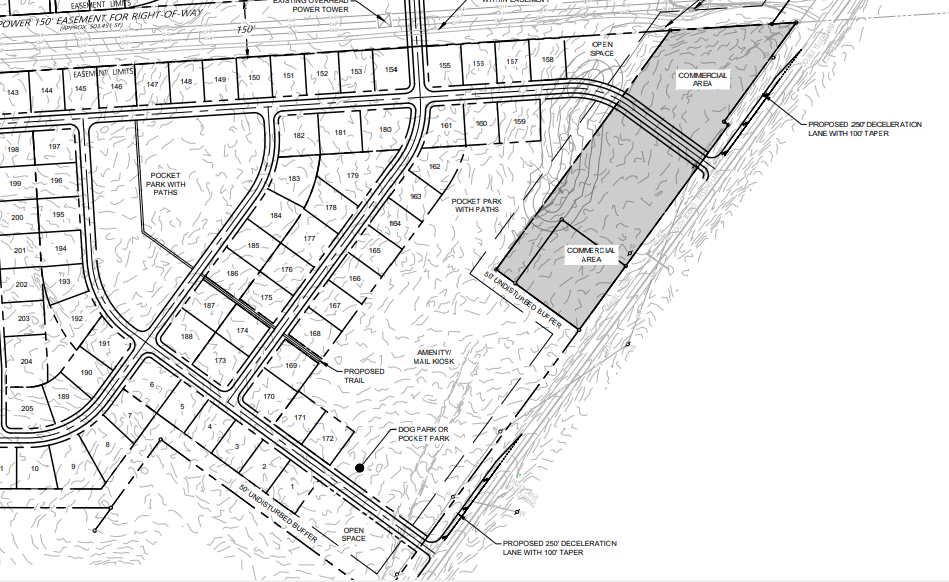 EASEMENT LIMITS
POWER 150' EASEMENT FOR RIGHT-OF-WAY
150'
EXISTING OVERHEAD
POWER TOWER
WITHIN EASEMENT
EASEMENT LIMITS
OPEN
SPACE
COMMERCIAL
AREA
PROPOSED 250' DECELERATION
LANE WITH 100' TAPER
143
144
145
146
147
148
149
150
151
152
153
154
155
156
157
158
159
160
161
180
181
182
198
197
199
196
200
195
201
194
202
193
203
192
204
191
205
190
189
POCKET
PARK WITH
PATHS
183
179
184
178
185
177
186
176
187
175
188
174
173
162
163
164
165
166
167
168
169
170
171
172
POCKET PARK
WITH PATHS
COMMERCIAL
AREA
50' UNDISTURBED BUFFER
AMENITY/
MAIL KIOSK
PROPOSED
TRAIL
DOG PARK OR
POCKET PARK
6
5
4
3
2
1
7
8
9
10
50' UNDISTURBED BUFFER
OPEN
SPACE
PROPOSED 250' DECELERATION
LANE WITH 100' TAPER